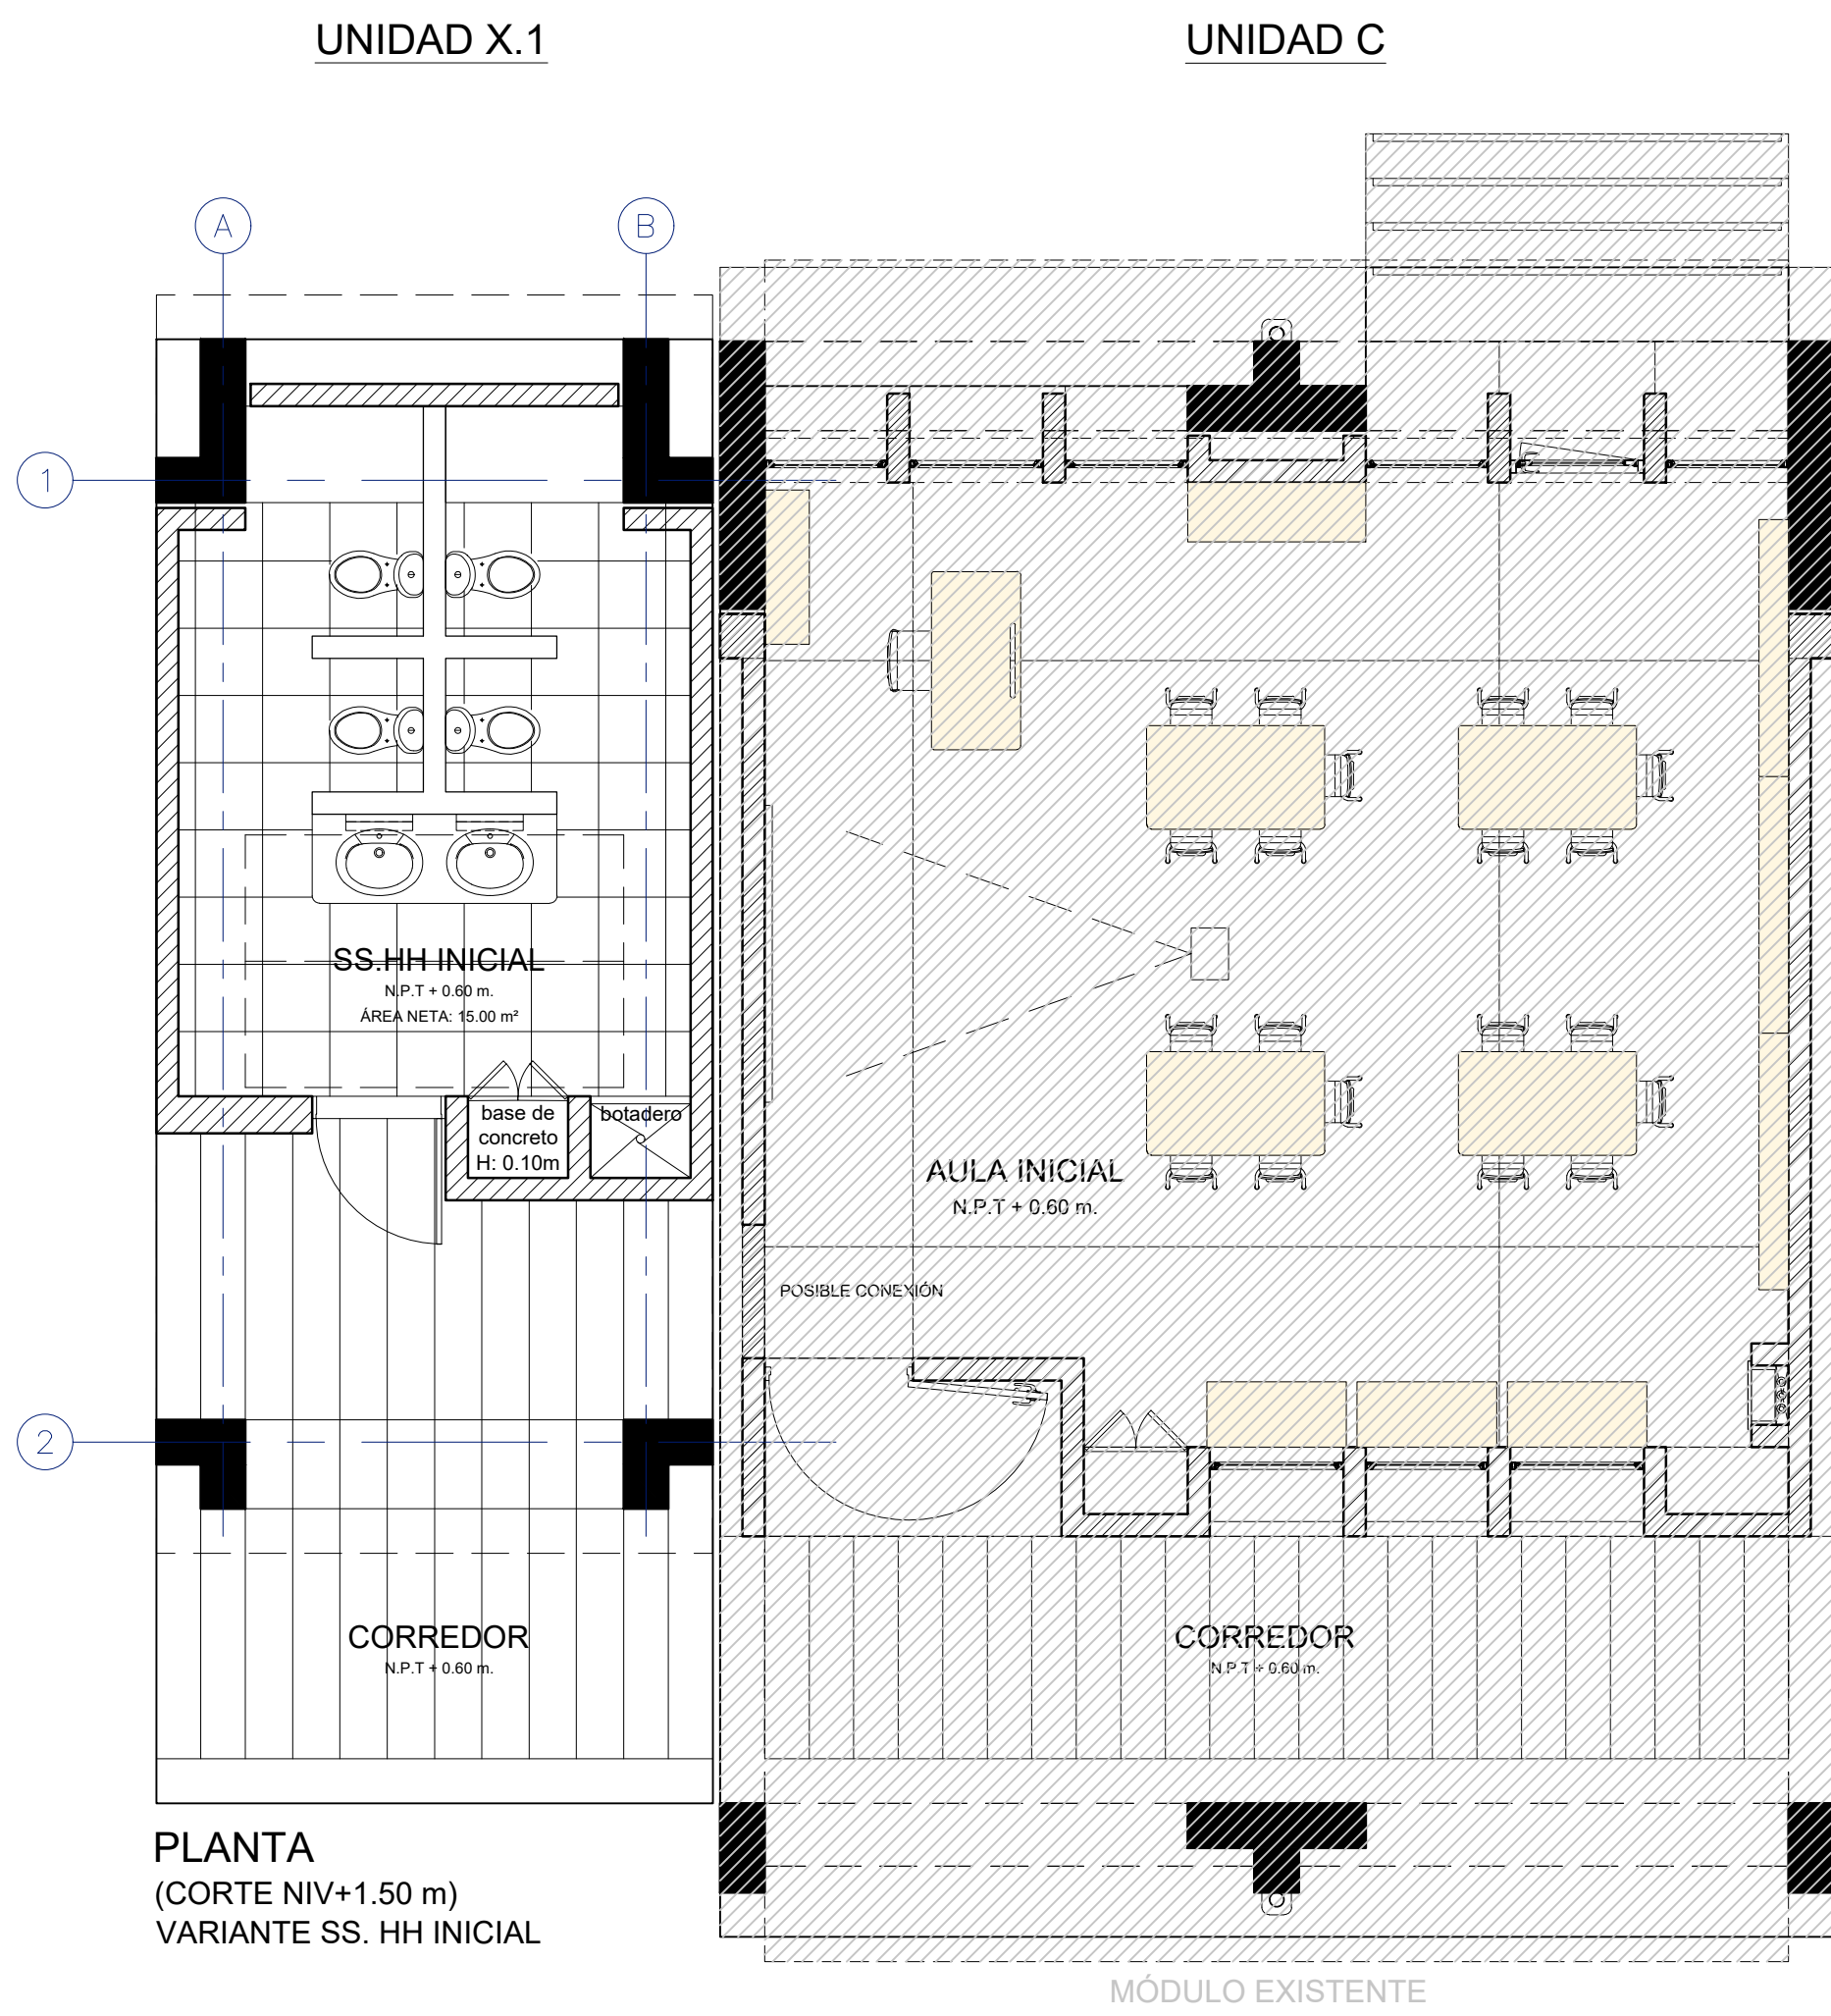 UNIDAD X.1
UNIDAD C
A
B
1
SS.HH INICIAL
N.P.T + 0.60 m.
ÁREA NETA: 15.00 m²
base de
concreto
H: 0.10m
botadero
AULA INICIAL
N.P.T + 0.60 m.
POSIBLE CONEXIÓN
2
CORREDOR
N.P.T + 0.60 m.
CORREDOR
N.P.T + 0.60 m.
PLANTA
(CORTE NIV+1.50 m)
VARIANTE SS. HH INICIAL
MÓDULO EXISTENTE